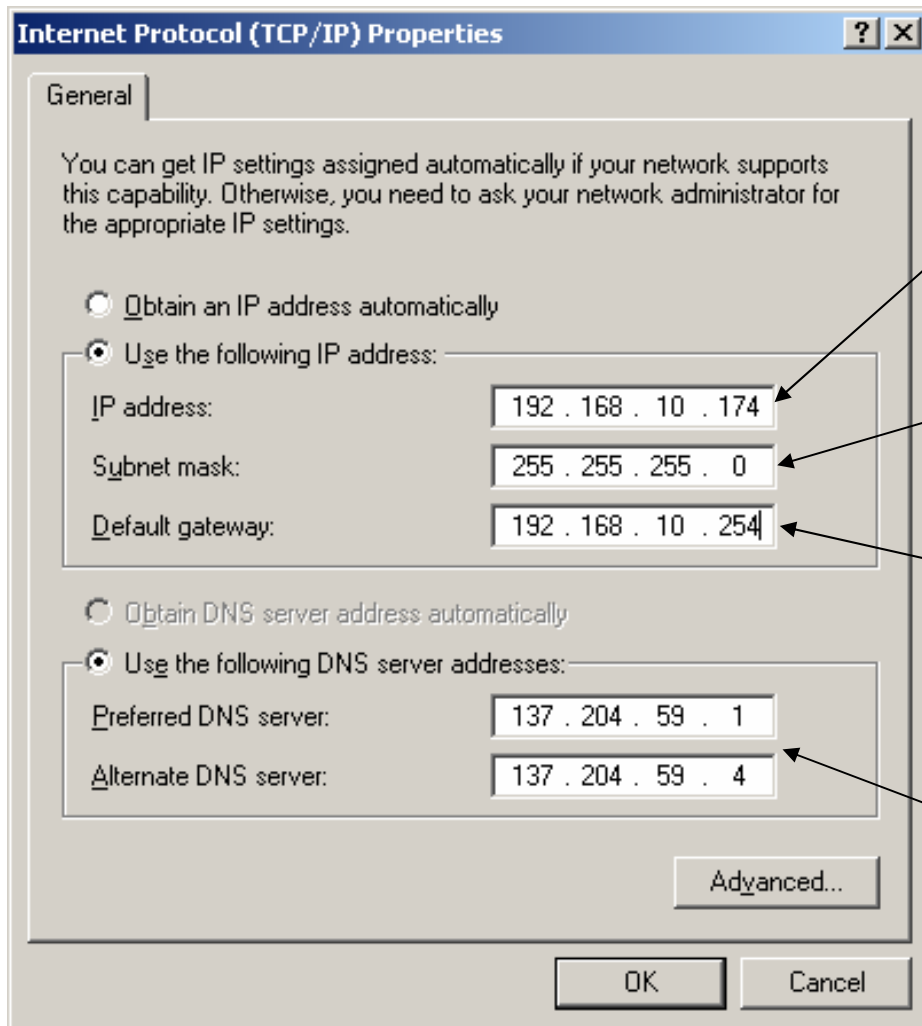 Internet Protocol (TCP/IP) Properties
General
You can get IP settings assigned automatically if your network supports
this capability. Otherwise, you need to ask your network administrator for
the appropriate IP settings.
Obtain an IP address automatically
Use the following IP address:
IP address: 192 . 168 . 10 . 174
Subnet mask: 255 . 255 . 255 . 0
Default gateway: 192 . 168 . 10 . 254
Obtain DNS server address automatically
Use the following DNS server addresses:
Preferred DNS server: 137 . 204 . 59 . 1
Alternate DNS server: 137 . 204 . 59 . 4
Advanced...
OK Cancel